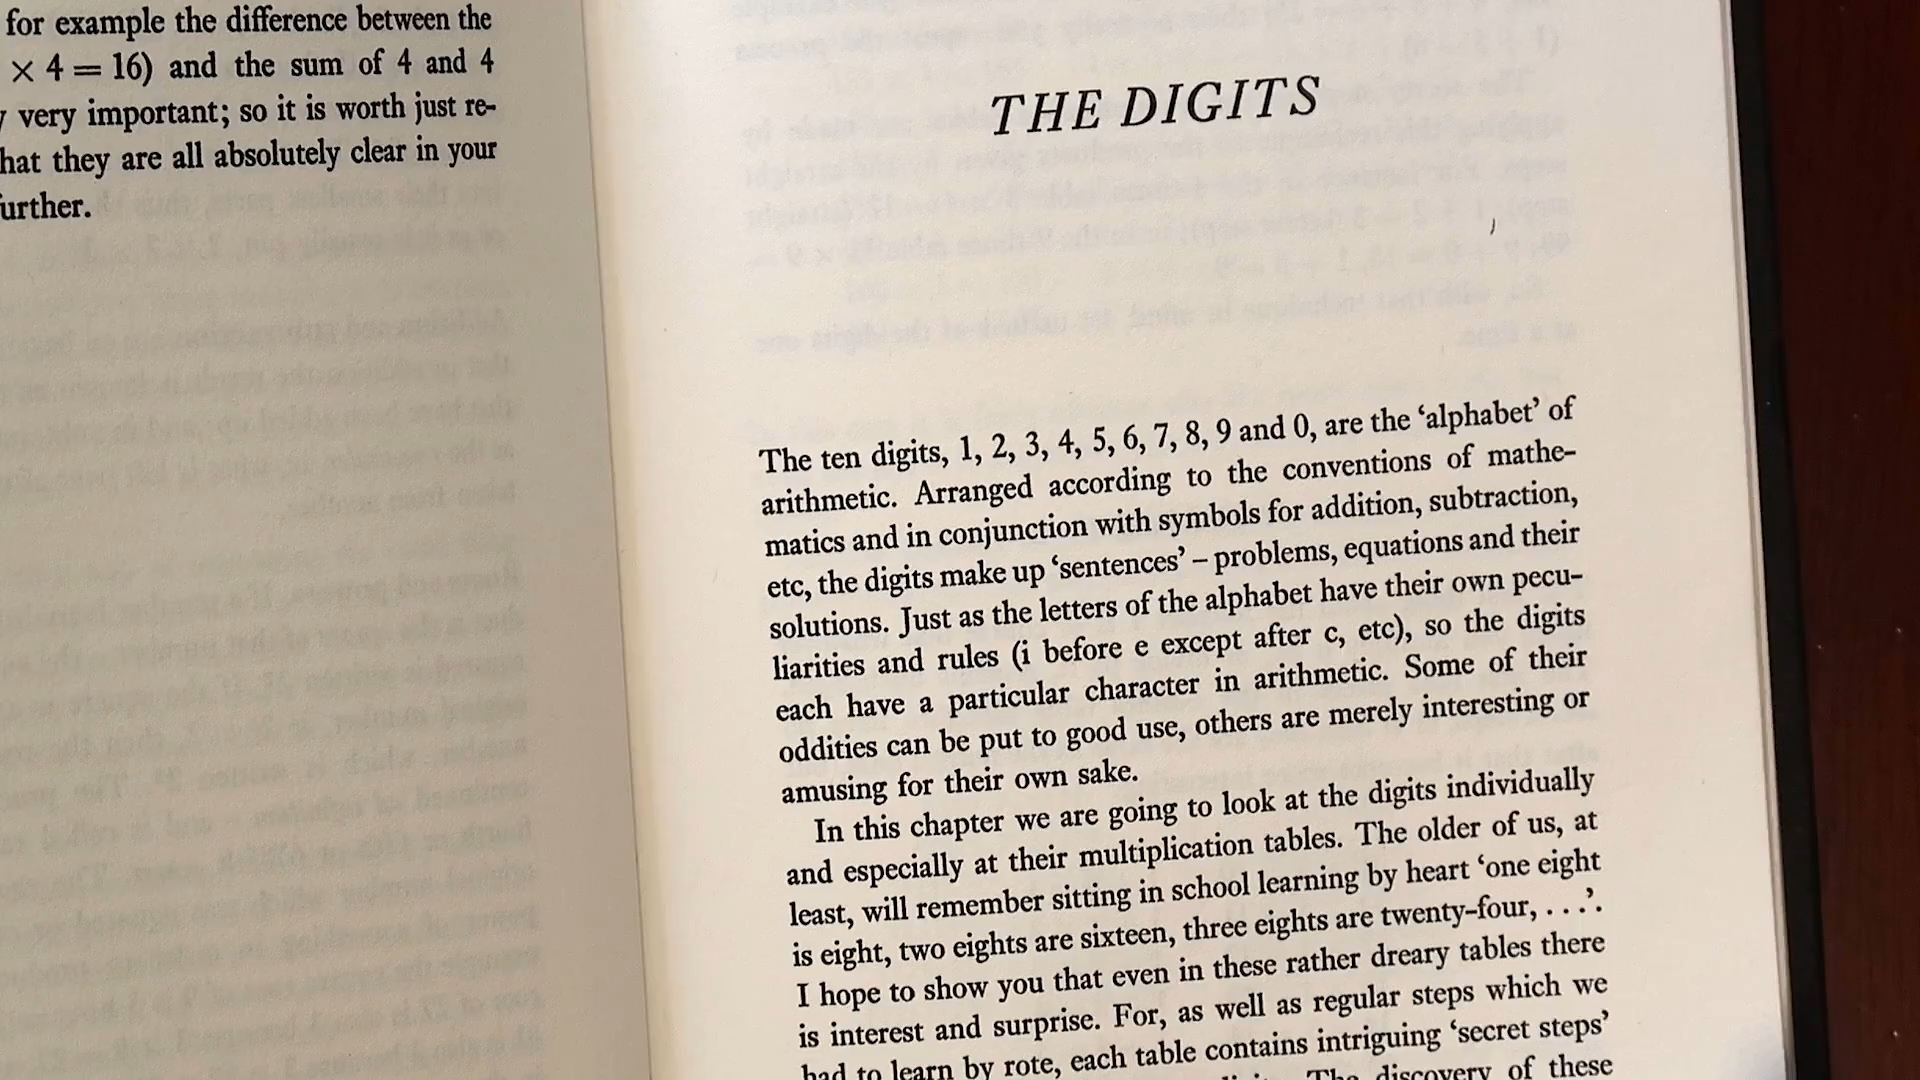 for example the difference between the
× 4 = 16) and the sum of 4 and 4
very important; so it is worth just re-
hat they are all absolutely clear in your
urther.
THE DIGITS
The ten digits, 1, 2, 3, 4, 5, 6, 7, 8, 9 and 0, are the ‘alphabet’ of
arithmetic. Arranged according to the conventions of mathe-
matics and in conjunction with symbols for addition, subtraction,
etc, the digits make up ‘sentences’ – problems, equations and their
solutions. Just as the letters of the alphabet have their own pecu-
liarities and rules (i before e except after c, etc), so the digits
each have a particular character in arithmetic. Some of their
oddities can be put to good use, others are merely interesting or
amusing for their own sake.
In this chapter we are going to look at the digits individually
and especially at their multiplication tables. The older of us, at
least, will remember sitting in school learning by heart ‘one eight
is eight, two eights are sixteen, three eights are twenty-four, . . .’.
I hope to show you that even in these rather dreary tables there
is interest and surprise. For, as well as regular steps which we
had to learn by rote, each table contains intriguing ‘secret steps’
The discovery of these